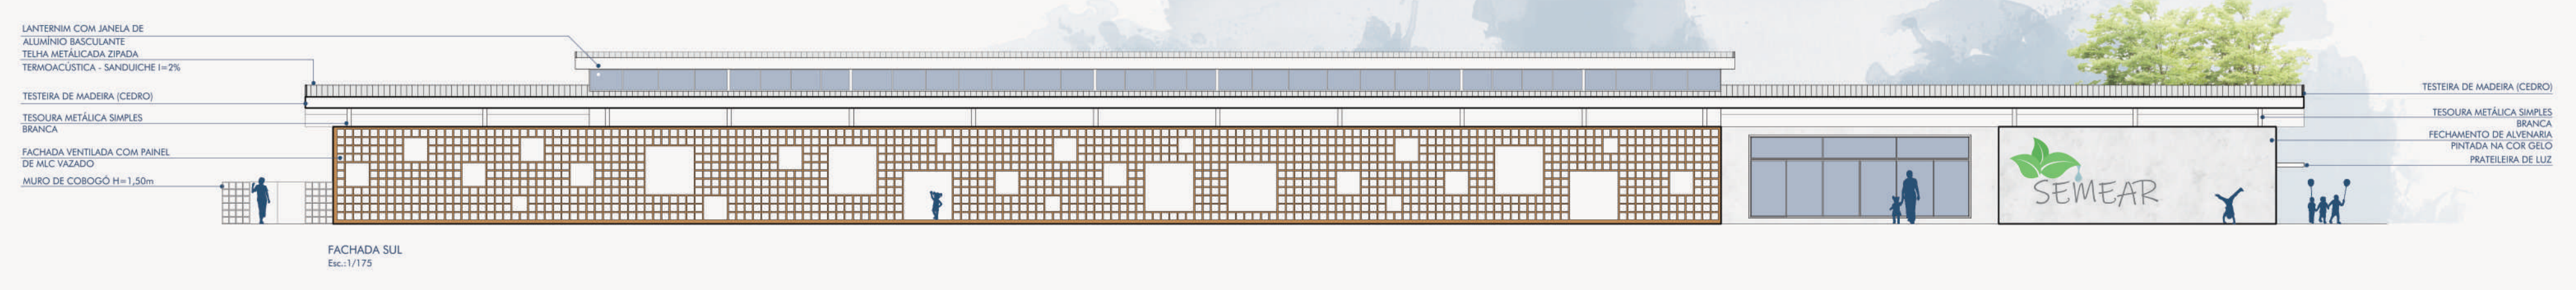 LANTERNIM COM JANELA DE
ALUMÍNIO BASCULANTE
TELHA METÁLICADA ZIPADA
TERMOACÚSTICA - SANDUICHE I=2%
TESTEIRA DE MADEIRA (CEDRO)
TESOURA METÁLICA SIMPLES
BRANCA
FACHADA VENTILADA COM PAINEL
DE MLC VAZADO
MURO DE COBOGÓ H=1,50m
SEMEAR
TESTEIRA DE MADEIRA (CEDRO)
TESOURA METÁLICA SIMPLES
BRANCA
FECHAMENTO DE ALVENARIA
PINTADA NA COR GELO
PRATEILEIRA DE LUZ
FACHADA SUL
Esc.:1/175